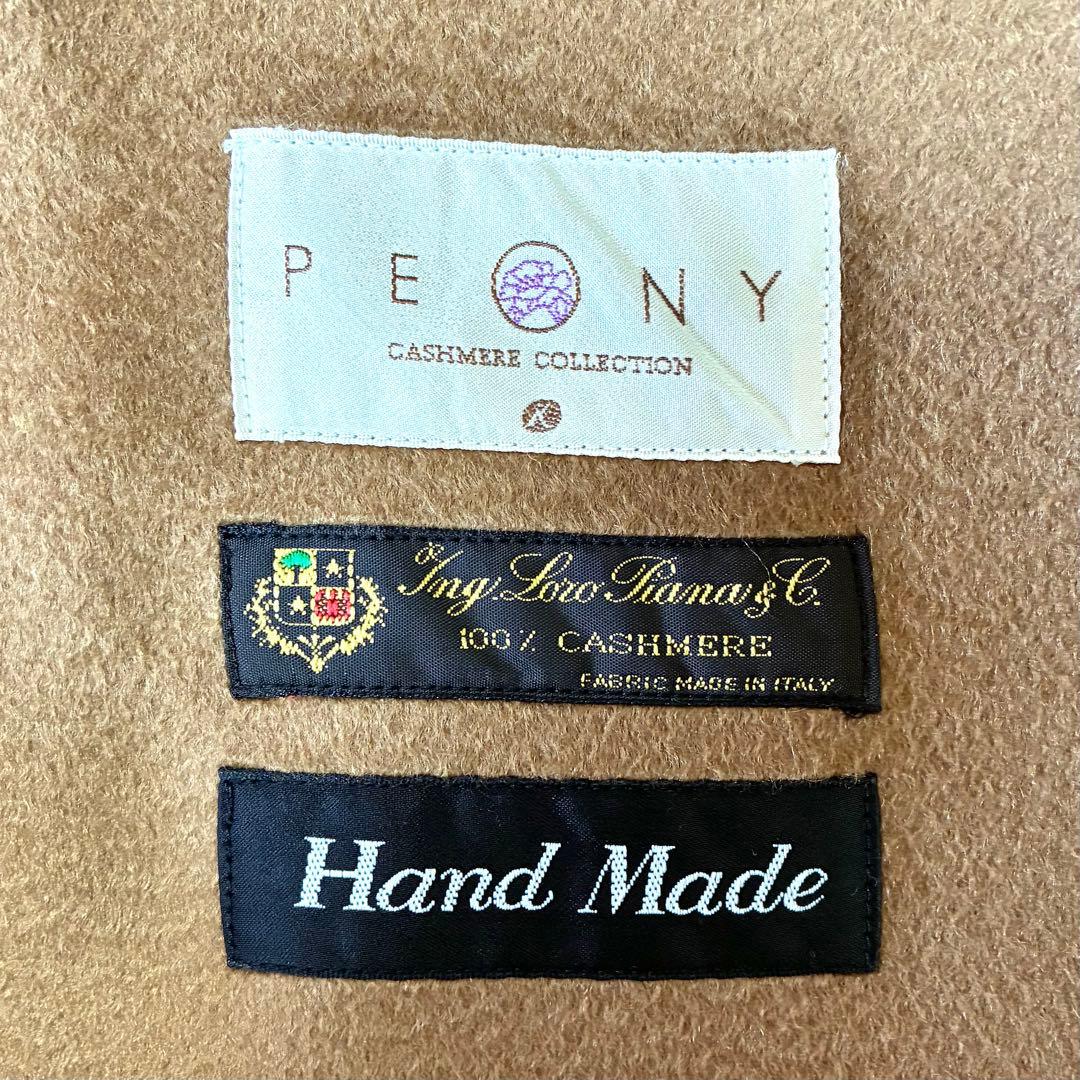 PEONY
CASHMERE COLLECTION
Ing. Loro Piana & C.
100% CASHMERE
FABRIC MADE IN ITALY
Hand Made